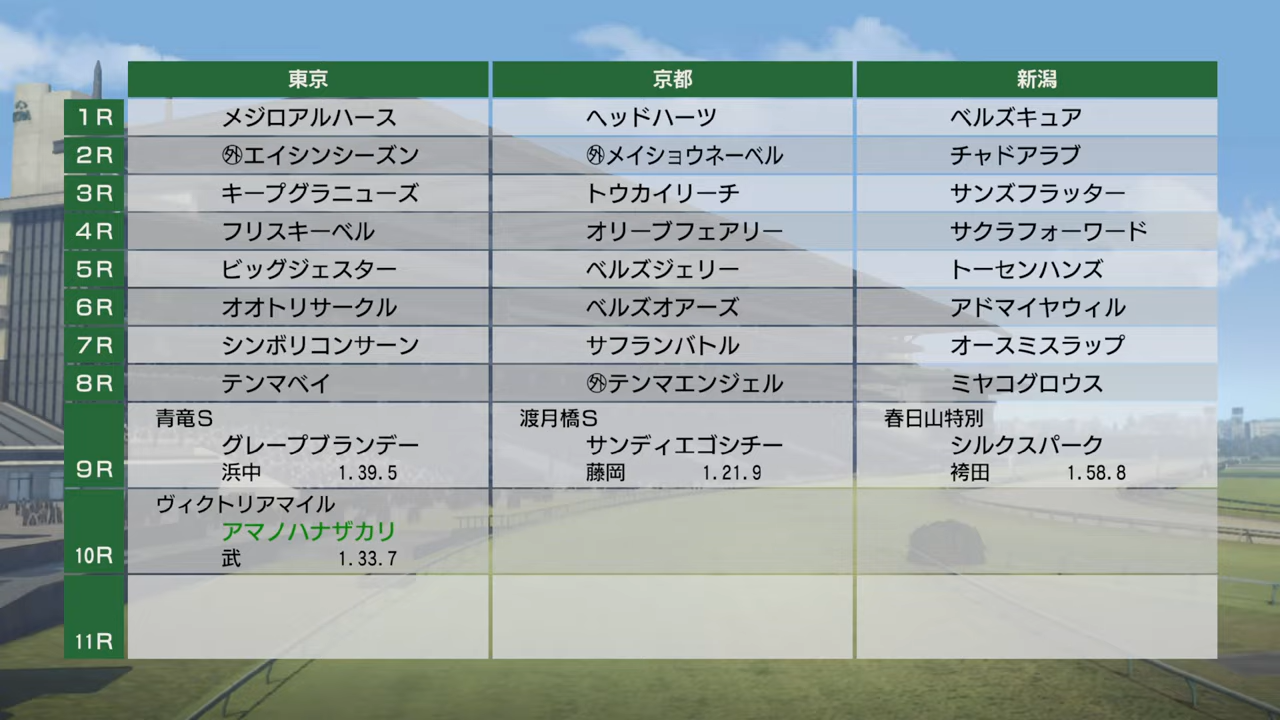 東京 京都 新潟
1R メジロアルハース ヘッドハーツ ベルズキュア
2R ㊕エイシンシーズン ㊕メイショウネーベル チャドアラブ
3R キープグラニューズ トウカイリーチ サンズフラッター
4R フリスキーベル オリーブフェアリー サクラフォーワード
5R ビッグジェスター ベルズジェリー トーセンハンズ
6R オオトリサークル ベルズオアーズ アドマイヤウィル
7R シンボリコンサーン サフランバトル オースミスラップ
8R テンマベイ ㊕テンマエンジェル ミヤコグロウス
青竜S 渡月橋S 春日山特別
グレープブランデー サンディエゴシチー シルクスパーク
9R 浜中 1.39.5 藤岡 1.21.9 袴田 1.58.8
ヴィクトリアマイル
アマノハナザカリ
10R 武 1.33.7
11R